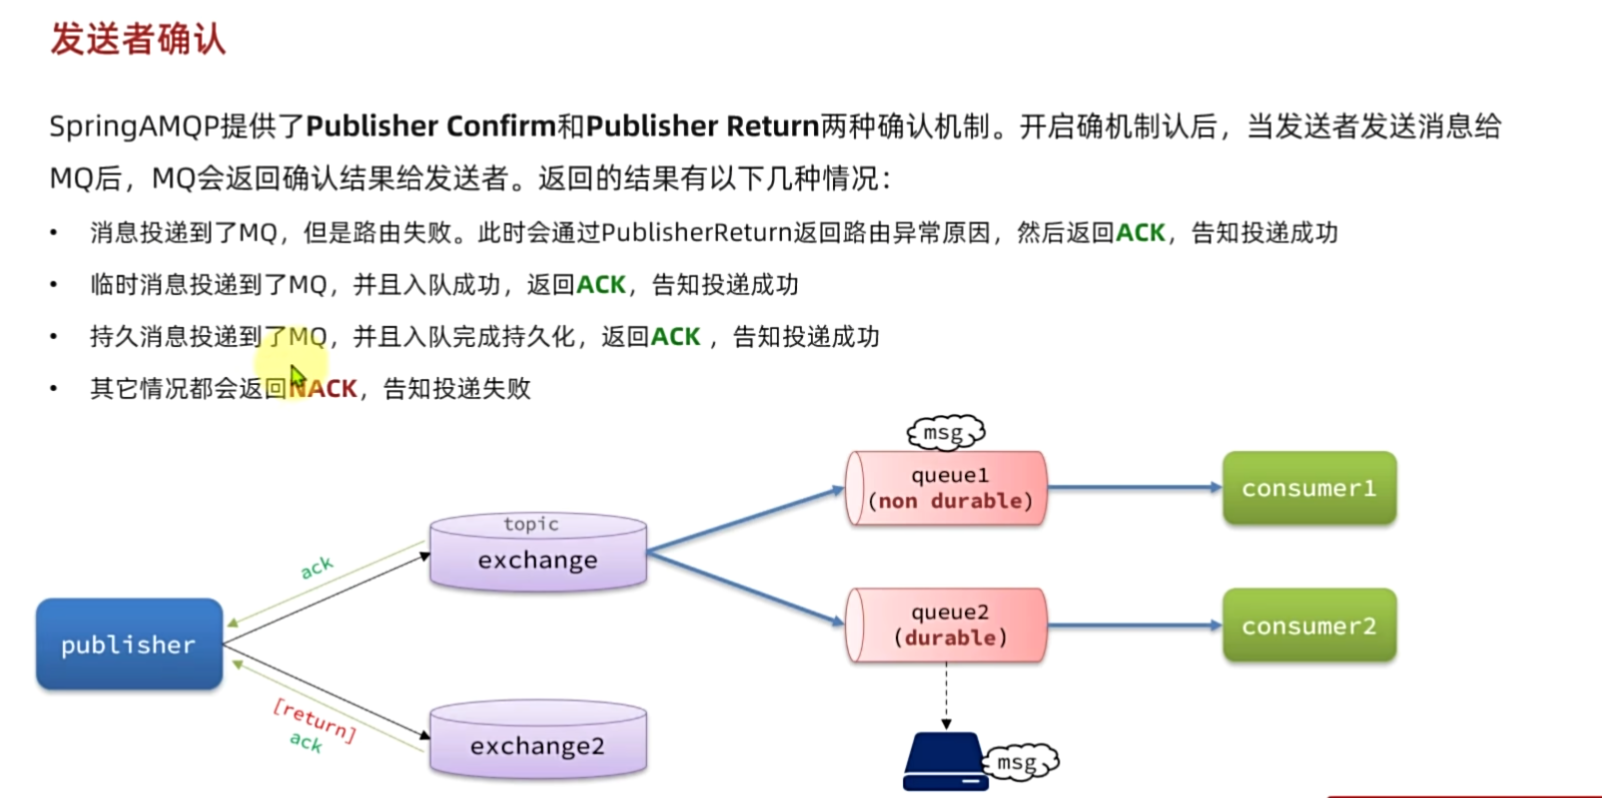 发送者确认
SpringAMQP提供了Publisher Confirm和Publisher Return两种确认机制。开启确机制认后，当发送者发送消息给
MQ后，MQ会返回确认结果给发送者。返回的结果有以下几种情况：
• 消息投递到了MQ，但是路由失败。此时会通过PublisherReturn返回路由异常原因，然后返回ACK，告知投递成功
• 临时消息投递到了MQ，并且入队成功，返回ACK，告知投递成功
• 持久消息投递到了MQ，并且入队完成持久化，返回ACK ，告知投递成功
• 其它情况都会返回NACK，告知投递失败
msg
queue1
(non durable)
consumer1
topic
exchange
ack
publisher
queue2
(durable)
consumer2
[return]
ack
exchange2
msg